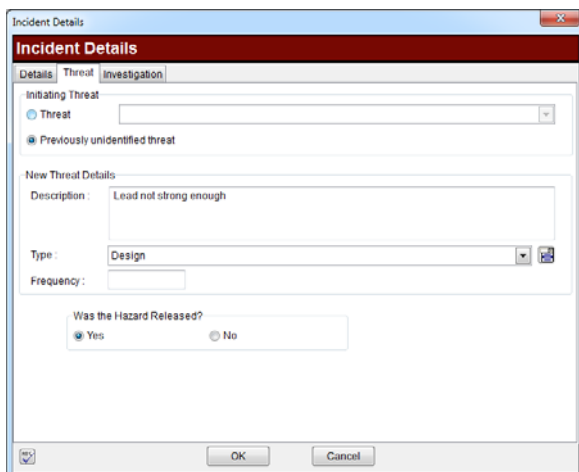 Incident Details
Incident Details
Details Threat Investigation
Initiating Threat
Threat
Previously unidentified threat
New Threat Details
Description : Lead not strong enough
Type : Design
Frequency :
Was the Hazard Released?
Yes No
OK Cancel